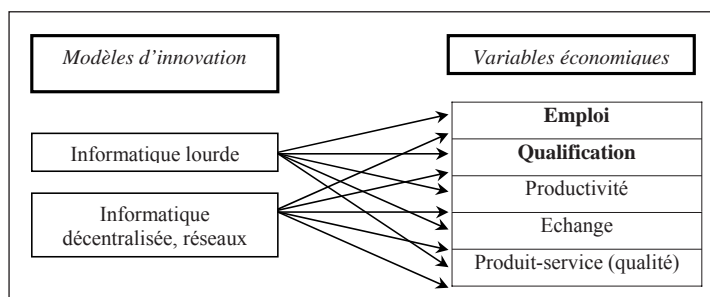 Modèles d'innovation
Variables économiques
Informatique lourde
Informatique
décentralisée, réseaux
Emploi
Qualification
Productivité
Echange
Produit-service (qualité)